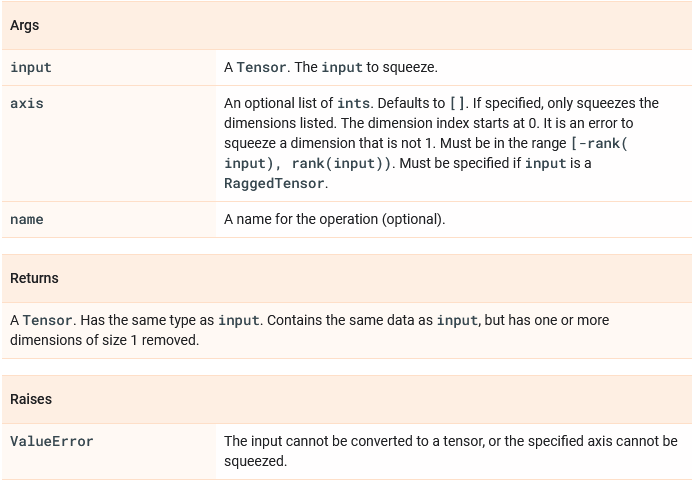 Args
input
A Tensor. The input to squeeze.
axis
An optional list of ints. Defaults to []. If specified, only squeezes the
dimensions listed. The dimension index starts at 0. It is an error to
squeeze a dimension that is not 1. Must be in the range [-rank(
input), rank(input)). Must be specified if input is a
RaggedTensor.
name
A name for the operation (optional).
Returns
A Tensor. Has the same type as input. Contains the same data as input, but has one or more
dimensions of size 1 removed.
Raises
ValueError
The input cannot be converted to a tensor, or the specified axis cannot be
squeezed.